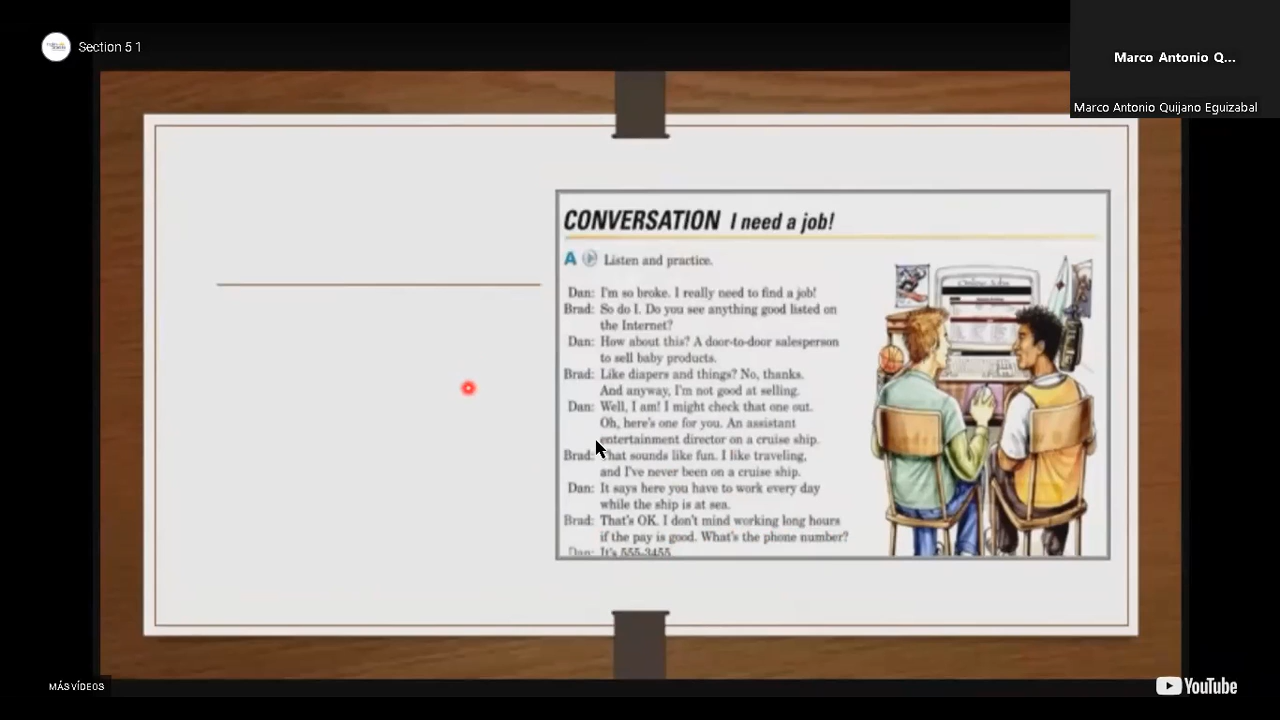 Section 5 1
Marco Antonio Q...
Marco Antonio Quijano Eguizabal
CONVERSATION I need a job!
A Listen and practice.
Dan: I'm so broke. I really need to find a job!
Brad: So do I. Do you see anything good listed on
the Internet?
Dan: How about this? A door-to-door salesperson
to sell baby products.
Brad: Like diapers and things? No, thanks.
And anyway, I'm not good at selling.
Dan: Well, I am! I might check that one out.
Oh, here's one for you. An assistant
entertainment director on a cruise ship.
Brad: That sounds like fun. I like traveling,
and I've never been on a cruise ship.
Dan: It says here you have to work every day
while the ship is at sea.
Brad: That's OK. I don't mind working long hours
if the pay is good. What's the phone number?
Dan: It's 555-3455
Online Jobs
MÁS VÍDEOS
YouTube